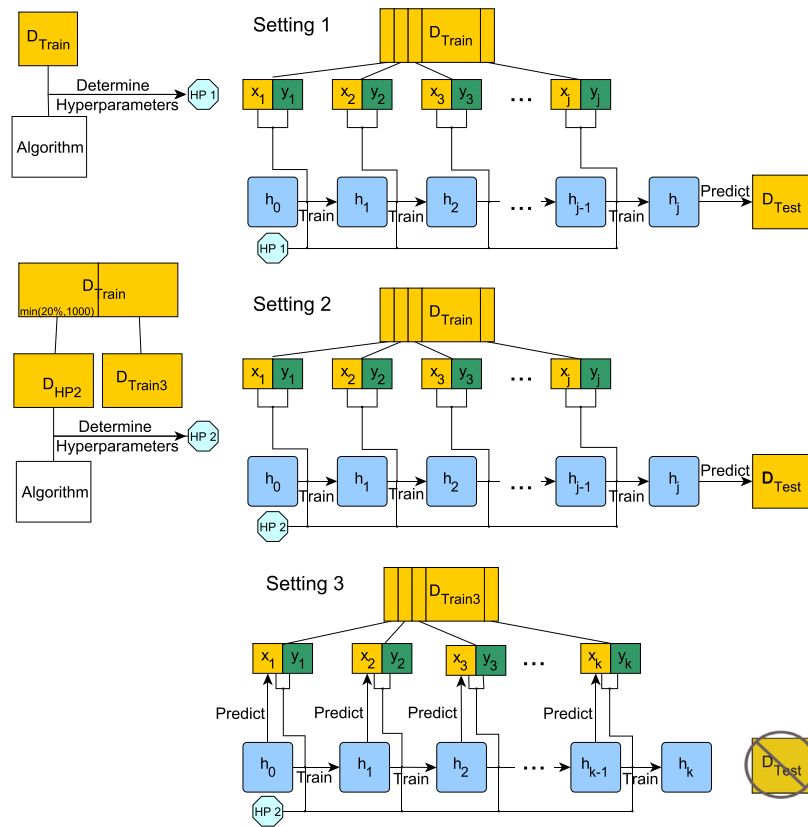 D_Train
Determine
Hyperparameters
HP 1
Algorithm
Setting 1
D_Train
x_1 y_1 x_2 y_2 x_3 y_3 ... x_j y_j
h_0 Train h_1 Train h_2 ... h_j-1 Train h_j Predict D_Test
HP 1
D_Train
min(20%,1000)
D_HP2
D_Train3
Determine
Hyperparameters
HP 2
Algorithm
Setting 2
D_Train
x_1 y_1 x_2 y_2 x_3 y_3 ... x_j y_j
h_0 Train h_1 Train h_2 ... h_j-1 Train h_j Predict D_Test
HP 2
Setting 3
D_Train3
x_1 y_1 x_2 y_2 x_3 y_3 ... x_k y_k
Predict Predict Predict Predict
h_0 Train h_1 Train h_2 ... h_k-1 Train h_k D_Test
HP 2